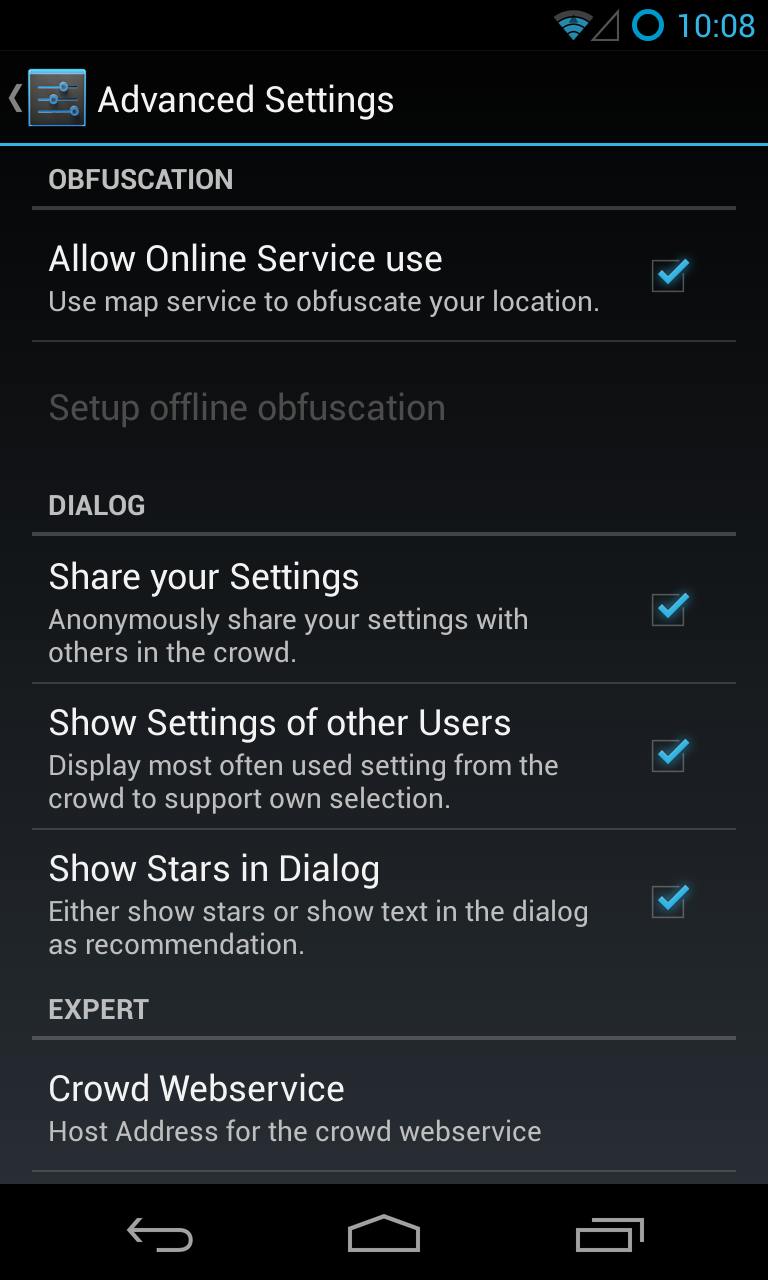 10:08
Advanced Settings
OBFUSCATION
Allow Online Service use
Use map service to obfuscate your location.
Setup offline obfuscation
DIALOG
Share your Settings
Anonymously share your settings with
others in the crowd.
Show Settings of other Users
Display most often used setting from the
crowd to support own selection.
Show Stars in Dialog
Either show stars or show text in the dialog
as recommendation.
EXPERT
Crowd Webservice
Host Address for the crowd webservice